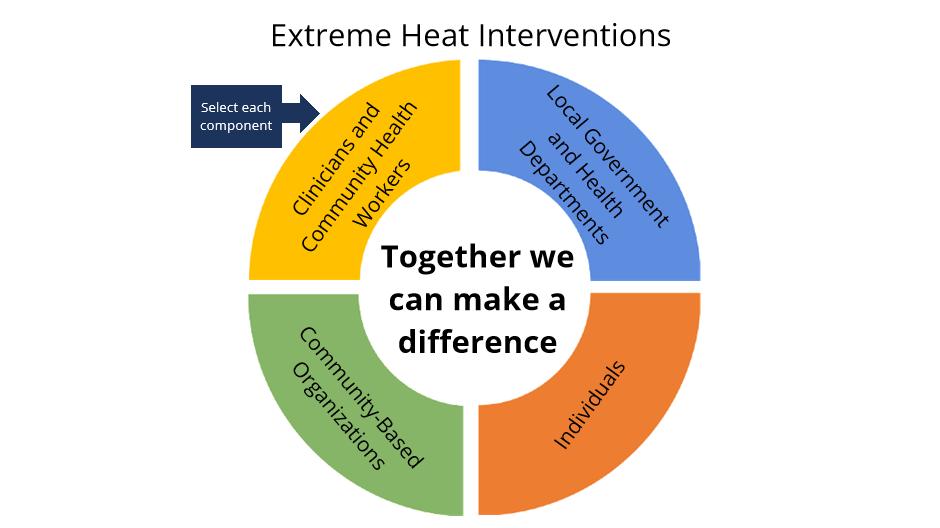 Extreme Heat Interventions
Select each
component
Clinicians and
Community Health
Workers
Local Government
and Health
Departments
Together we
can make a
difference
Community-Based
Organizations
Individuals